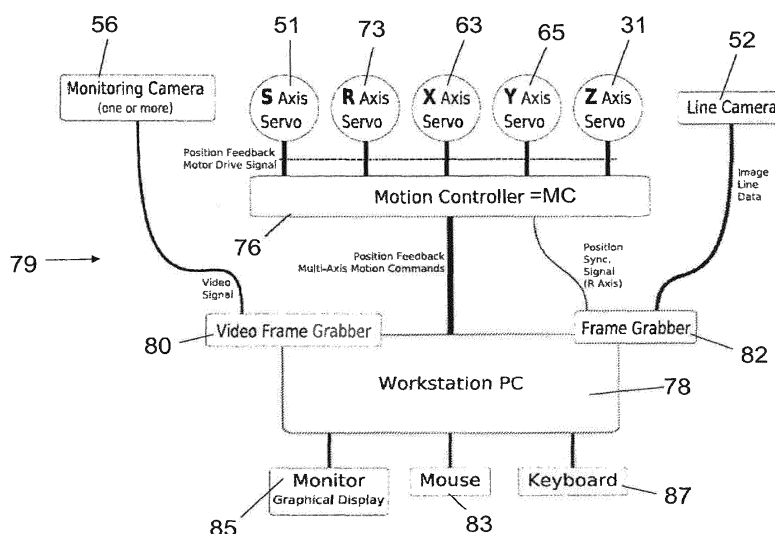 56
51
73
63
65
31
52
Monitoring Camera
(one or more)
S Axis
Servo
R Axis
Servo
X Axis
Servo
Y Axis
Servo
Z Axis
Servo
Line Camera
Position Feedback
Motor Drive Signal
Image
Line
Data
Motion Controller =MC
76
79
Position Feedback
Multi-Axis Motion Commands
Position
Sync,
Signal
(R Axis)
Video
Signal
80
Video Frame Grabber
Frame Grabber
82
Workstation PC
78
Monitor
Graphical Display
Mouse
Keyboard
85
83
87